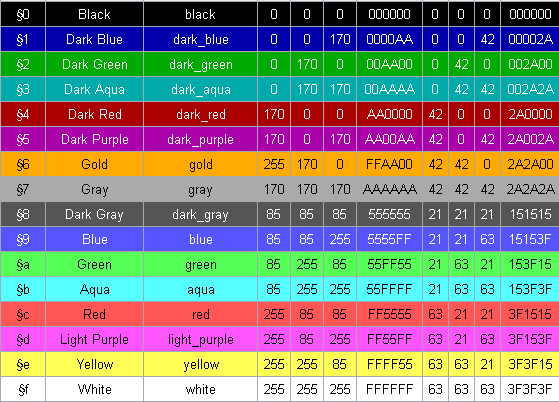 §0 Black black 0 0 0 000000 0 0 0 000000
§1 Dark Blue dark_blue 0 0 170 0000AA 0 0 42 00002A
§2 Dark Green dark_green 0 170 0 00AA00 0 42 0 002A00
§3 Dark Aqua dark_aqua 0 170 170 00AAAA 0 42 42 002A2A
§4 Dark Red dark_red 170 0 0 AA0000 42 0 0 2A0000
§5 Dark Purple dark_purple 170 0 170 AA00AA 42 0 42 2A002A
§6 Gold gold 255 170 0 FFAA00 42 42 0 2A2A00
§7 Gray gray 170 170 170 AAAAAA 42 42 42 2A2A2A
§8 Dark Gray dark_gray 85 85 85 555555 21 21 21 151515
§9 Blue blue 85 85 255 5555FF 21 21 63 15153F
§a Green green 85 255 85 55FF55 21 63 21 153F15
§b Aqua aqua 85 255 255 55FFFF 21 63 63 153F3F
§c Red red 255 85 85 FF5555 63 21 21 3F1515
§d Light Purple light_purple 255 85 255 FF55FF 63 21 63 3F153F
§e Yellow yellow 255 255 85 FFFF55 63 63 21 3F3F15
§f White white 255 255 255 FFFFFF 63 63 63 3F3F3F